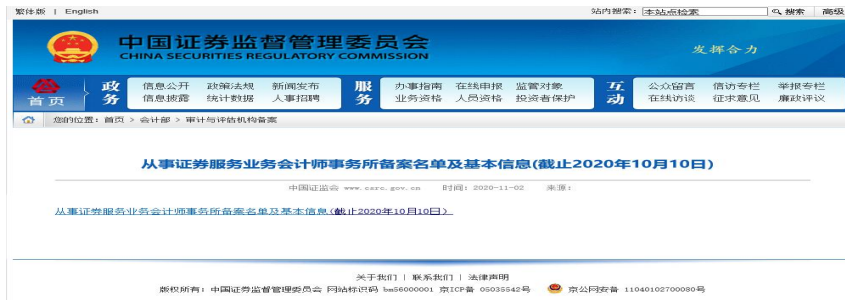 繁体版 | English 站内搜索: 本站点检索 搜索 高级
中国证券监督管理委员会
CHINA SECURITIES REGULATORY COMMISSION
发挥合力
首页
政务
信息公开 政策法规 新闻发布
信息披露 统计数据 人事招聘
服务
办事指南 在线申报 监管对象
业务资格 人员资格 投资者保护
互动
公众留言 信访专栏 举报专栏
在线访谈 征求意见 廉政评议
您的位置: 首页 > 会计部 > 审计与评估机构备案
从事证券服务业务会计师事务所备案名单及基本信息(截止2020年10月10日)
中国证监会 www.csrc.gov.cn 时间: 2020-11-02 来源:
从事证券服务业务会计师事务所备案名单及基本信息(截止2020年10月10日)
关于我们 | 联系我们 | 法律声明
版权所有: 中国证券监督管理委员会 网站标识码 bm56000001 京ICP备 05035542号 京公网安备 11040102700080号